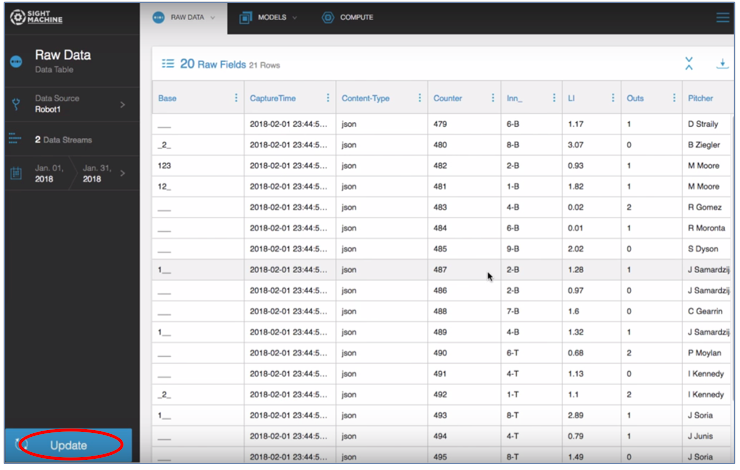 SIGHT MACHINE
RAW DATA MODELS COMPUTE
Raw Data
Data Table
Data Source
Robot1
2 Data Streams
Jan. 01, 2018 Jan. 31, 2018
Update
20 Raw Fields 21 Rows
Base CaptureTime Content-Type Counter Inn_ LI Outs Pitcher
___ 2018-02-01 23:44:5... json 479 6-B 1.17 1 D Straily
_2_ 2018-02-01 23:44:5... json 480 8-B 3.07 0 B Ziegler
123 2018-02-01 23:44:5... json 482 2-B 0.93 1 M Moore
12_ 2018-02-01 23:44:5... json 481 1-B 1.82 1 M Moore
___ 2018-02-01 23:44:5... json 483 4-B 0.02 2 R Gomez
___ 2018-02-01 23:44:5... json 484 6-B 0.01 1 R Moronta
___ 2018-02-01 23:44:5... json 485 9-B 2.02 0 S Dyson
1__ 2018-02-01 23:44:5... json 487 2-B 1.28 1 J Samardzij
___ 2018-02-01 23:44:5... json 486 2-B 0.97 0 J Samardzij
___ 2018-02-01 23:44:5... json 488 7-B 1.6 0 C Gearrin
1__ 2018-02-01 23:44:5... json 489 4-B 1.32 1 J Samardzij
___ 2018-02-01 23:44:5... json 490 6-T 0.68 2 P Moylan
___ 2018-02-01 23:44:5... json 491 4-T 1.13 0 I Kennedy
_2_ 2018-02-01 23:44:5... json 492 1-T 1.1 2 I Kennedy
1__ 2018-02-01 23:44:5... json 493 8-T 2.89 1 J Soria
___ 2018-02-01 23:44:5... json 494 4-T 0.79 1 J Junis
___ 2018-02-01 23:44:5... json 495 8-T 1.49 0 J Soria